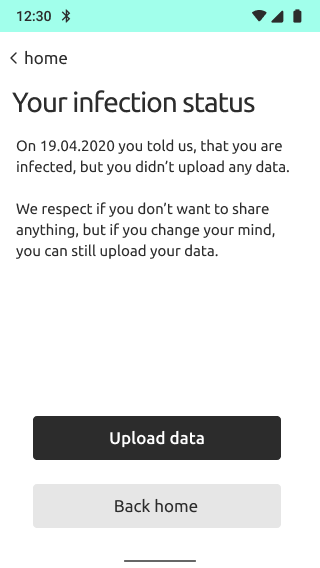 12:30
home
Your infection status
On 19.04.2020 you told us, that you are
infected, but you didn’t upload any data.
We respect if you don’t want to share
anything, but if you change your mind,
you can still upload your data.
Upload data
Back home